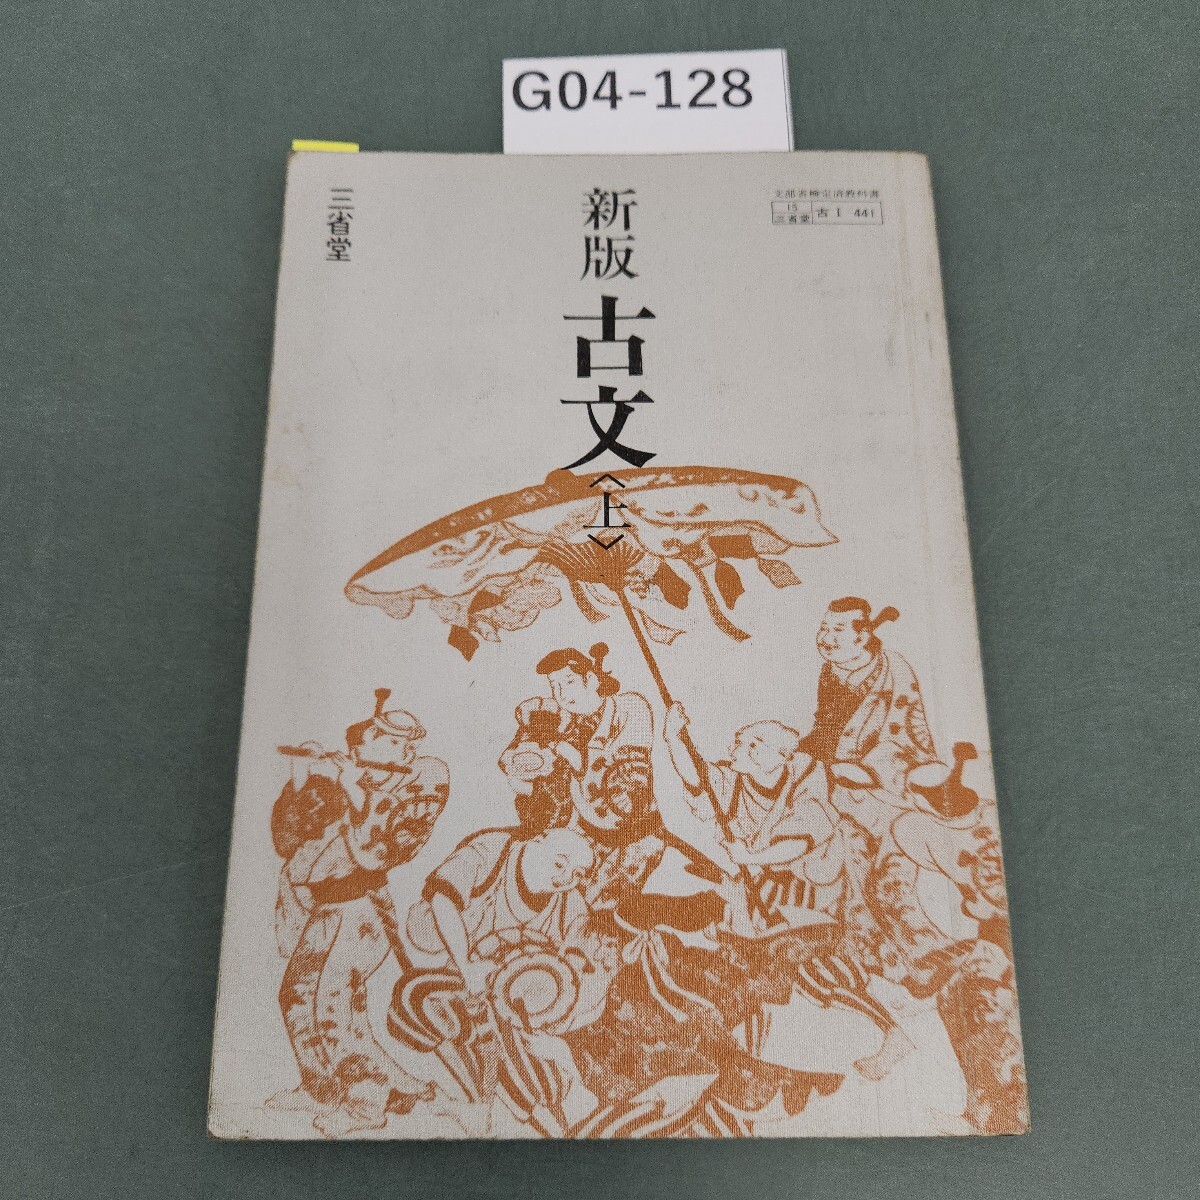 G04-128
文部省検定済教科書
15
三省堂
古Ⅰ 441
新版
古文
〈上〉
三省堂